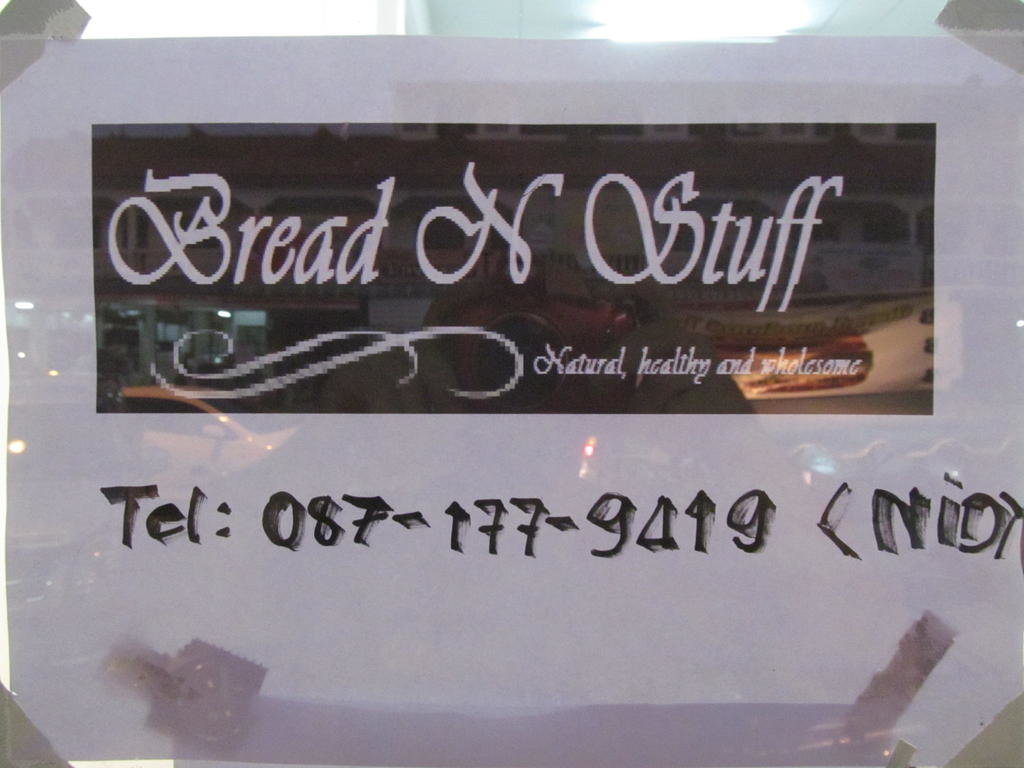 Bread N Stuff
Natural, healthy and wholesome
Tel: 087-177-9419 (NiD)